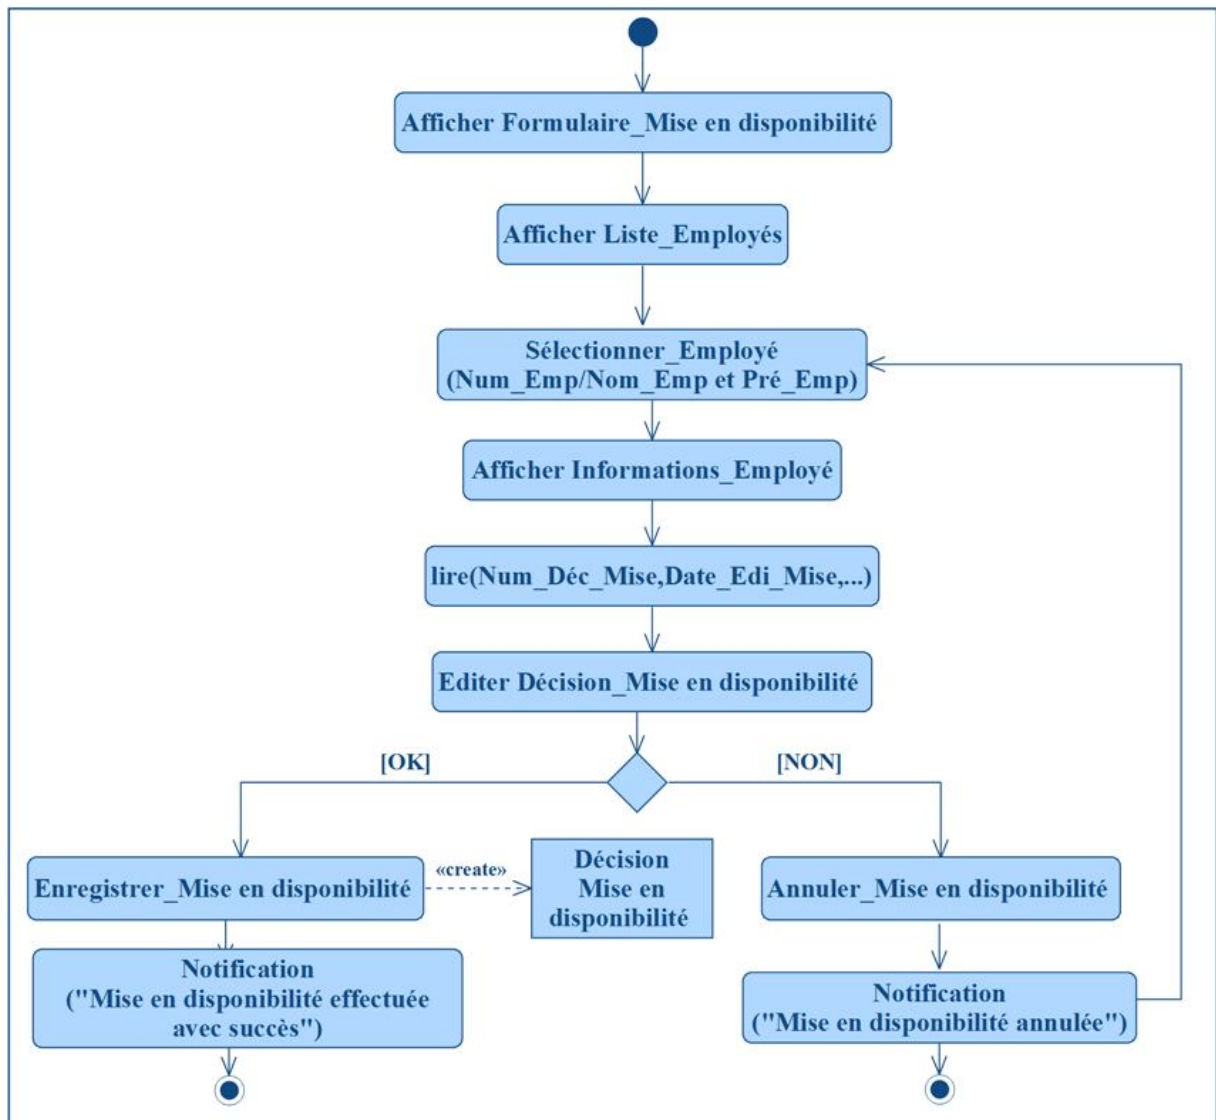 Afficher Formulaire_Mise en disponibilité
Afficher Liste_Employés
Sélectionner_Employé
(Num_Emp/Nom_Emp et Pré_Emp)
Afficher Informations_Employé
lire(Num_Déc_Mise,Date_Edi_Mise,...)
Editer Décision_Mise en disponibilité
[OK]
[NON]
Enregistrer_Mise en disponibilité
«create»
Décision
Mise en
disponibilité
Annuler_Mise en disponibilité
Notification
("Mise en disponibilité effectuée
avec succès")
Notification
("Mise en disponibilité annulée")